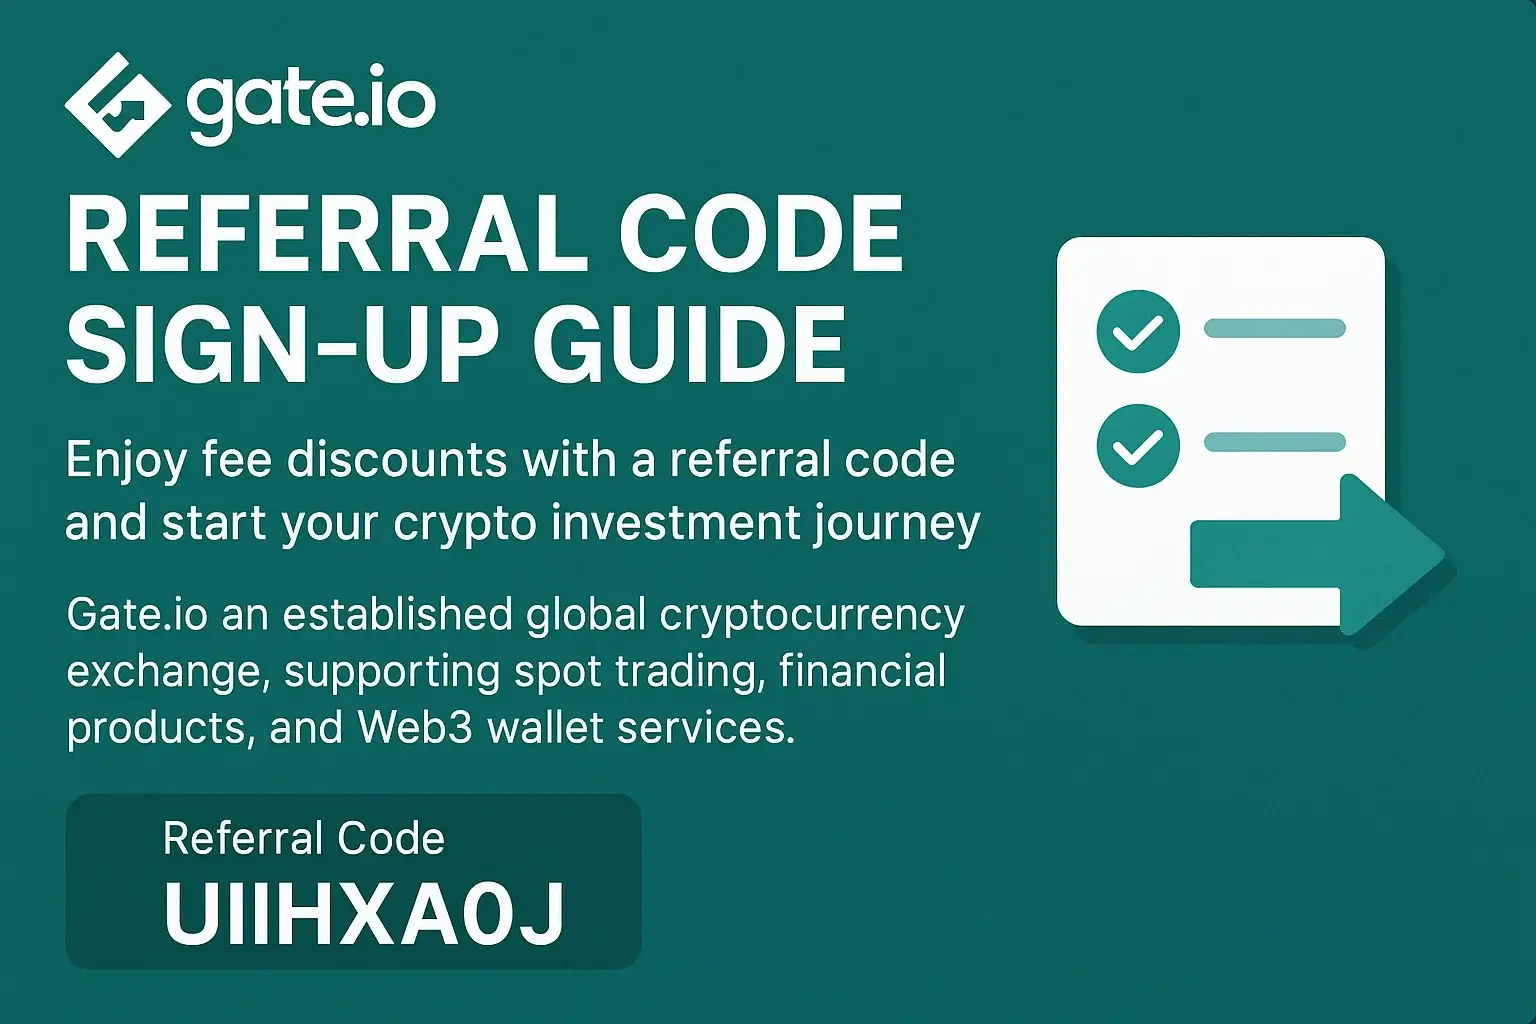 gate.io
REFERRAL CODE
SIGN-UP GUIDE
Enjoy fee discounts with a referral code
and start your crypto investment journey
Gate.io an established global cryptocurrency
exchange, supporting spot trading, financial
products, and Web3 wallet services.
Referral Code
UIIHXA0J